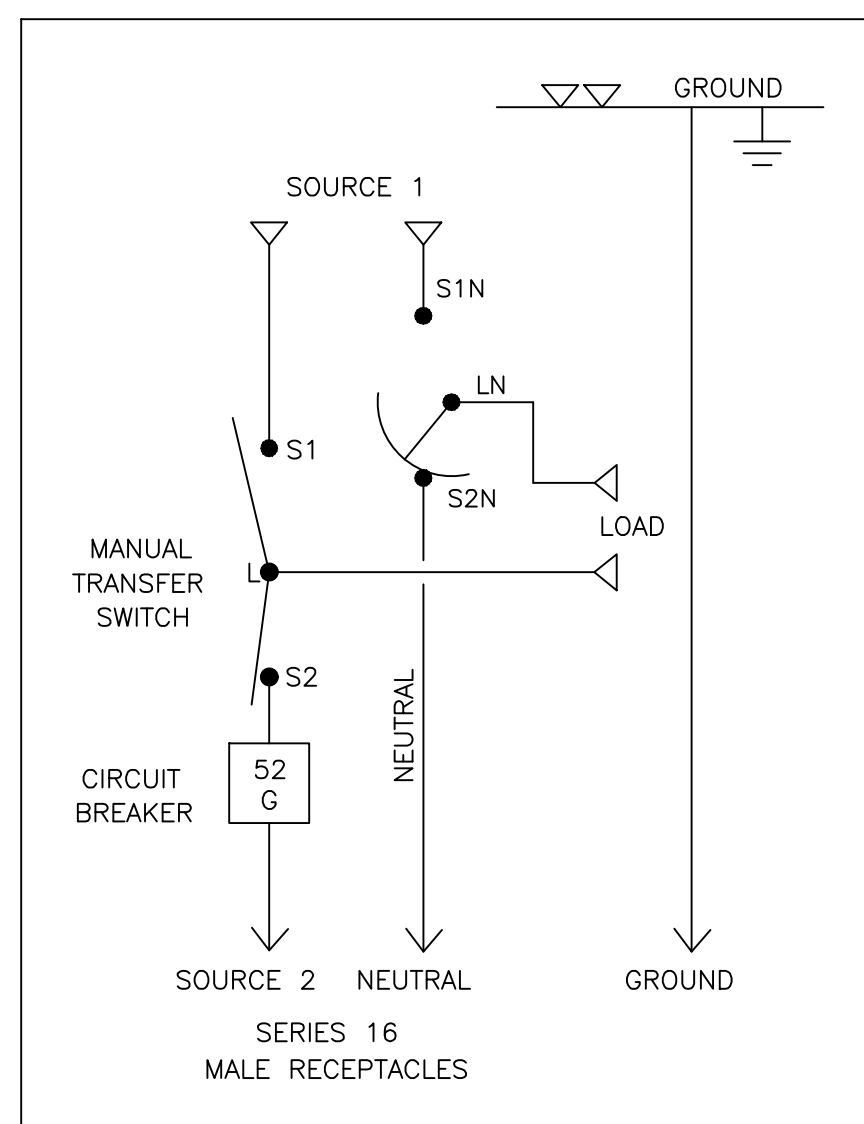 GROUND
SOURCE 1
S1N
LN
S1
S2N
LOAD
MANUAL
TRANSFER
SWITCH
L
S2
NEUTRAL
CIRCUIT
BREAKER
52
G
SOURCE 2
NEUTRAL
GROUND
SERIES 16
MALE RECEPTACLES